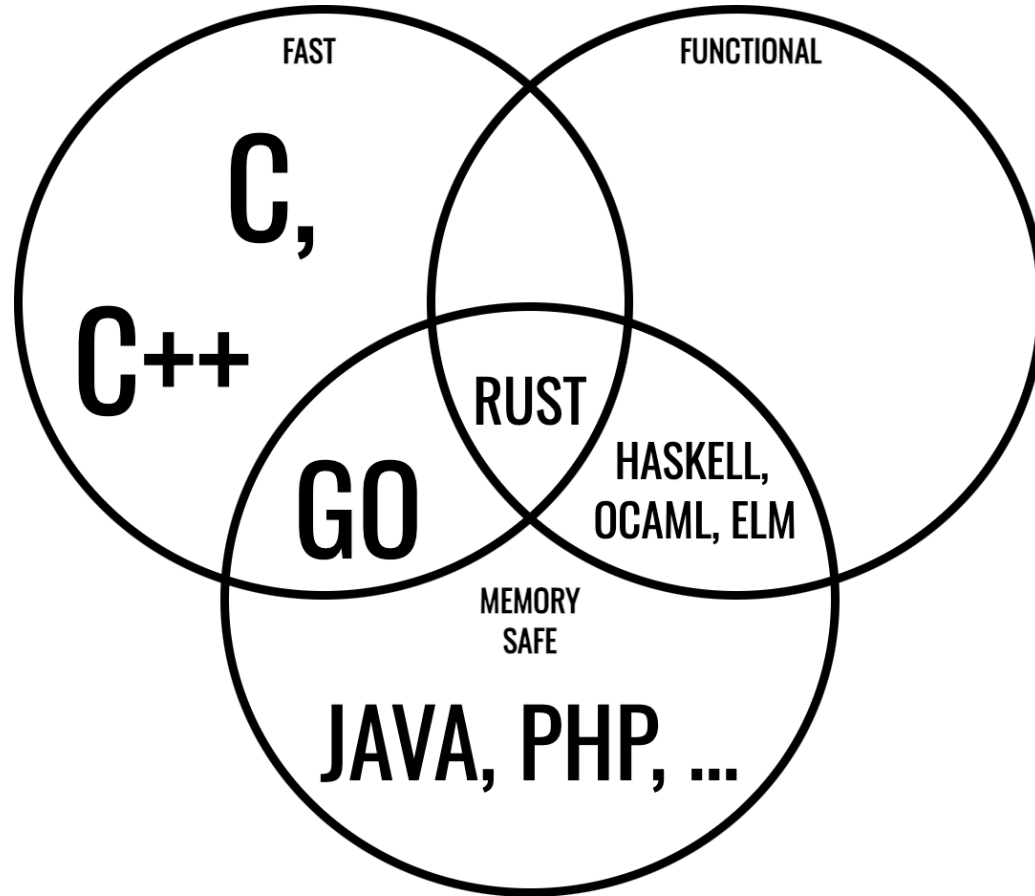 FAST
FUNCTIONAL
C,
C++
RUST
GO
HASKELL,
OCAML, ELM
MEMORY
SAFE
JAVA, PHP, ...